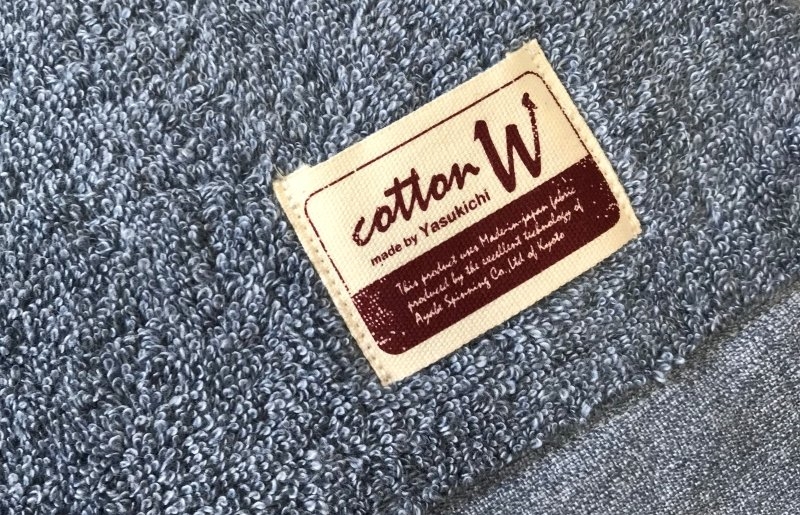 cotton W
made by Yasukichi
This product uses Made-in-japan fabric
produced by the excellent technology of
Ayabe Spinning Co.,Ltd of Kyoto